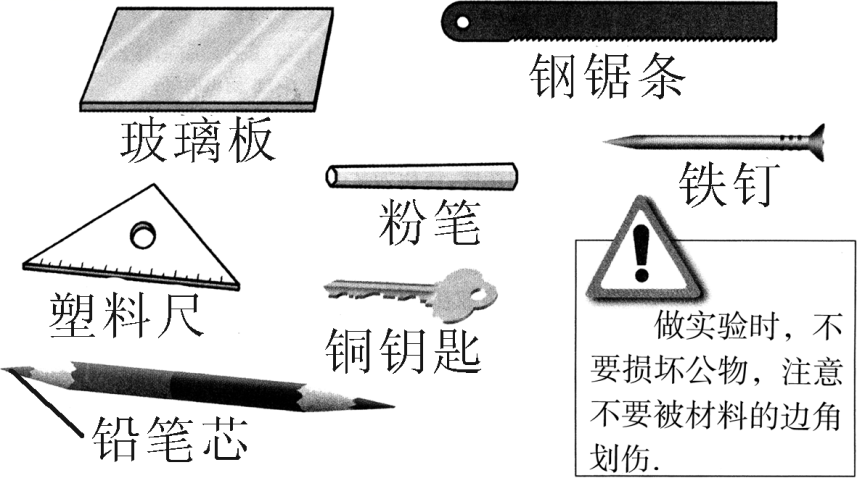 钢锯条
玻璃板
铁钉
粉笔
塑料尺
铜钥匙
铅笔芯
做实验时，不
要损坏公物，注意
不要被材料的边角
划伤.